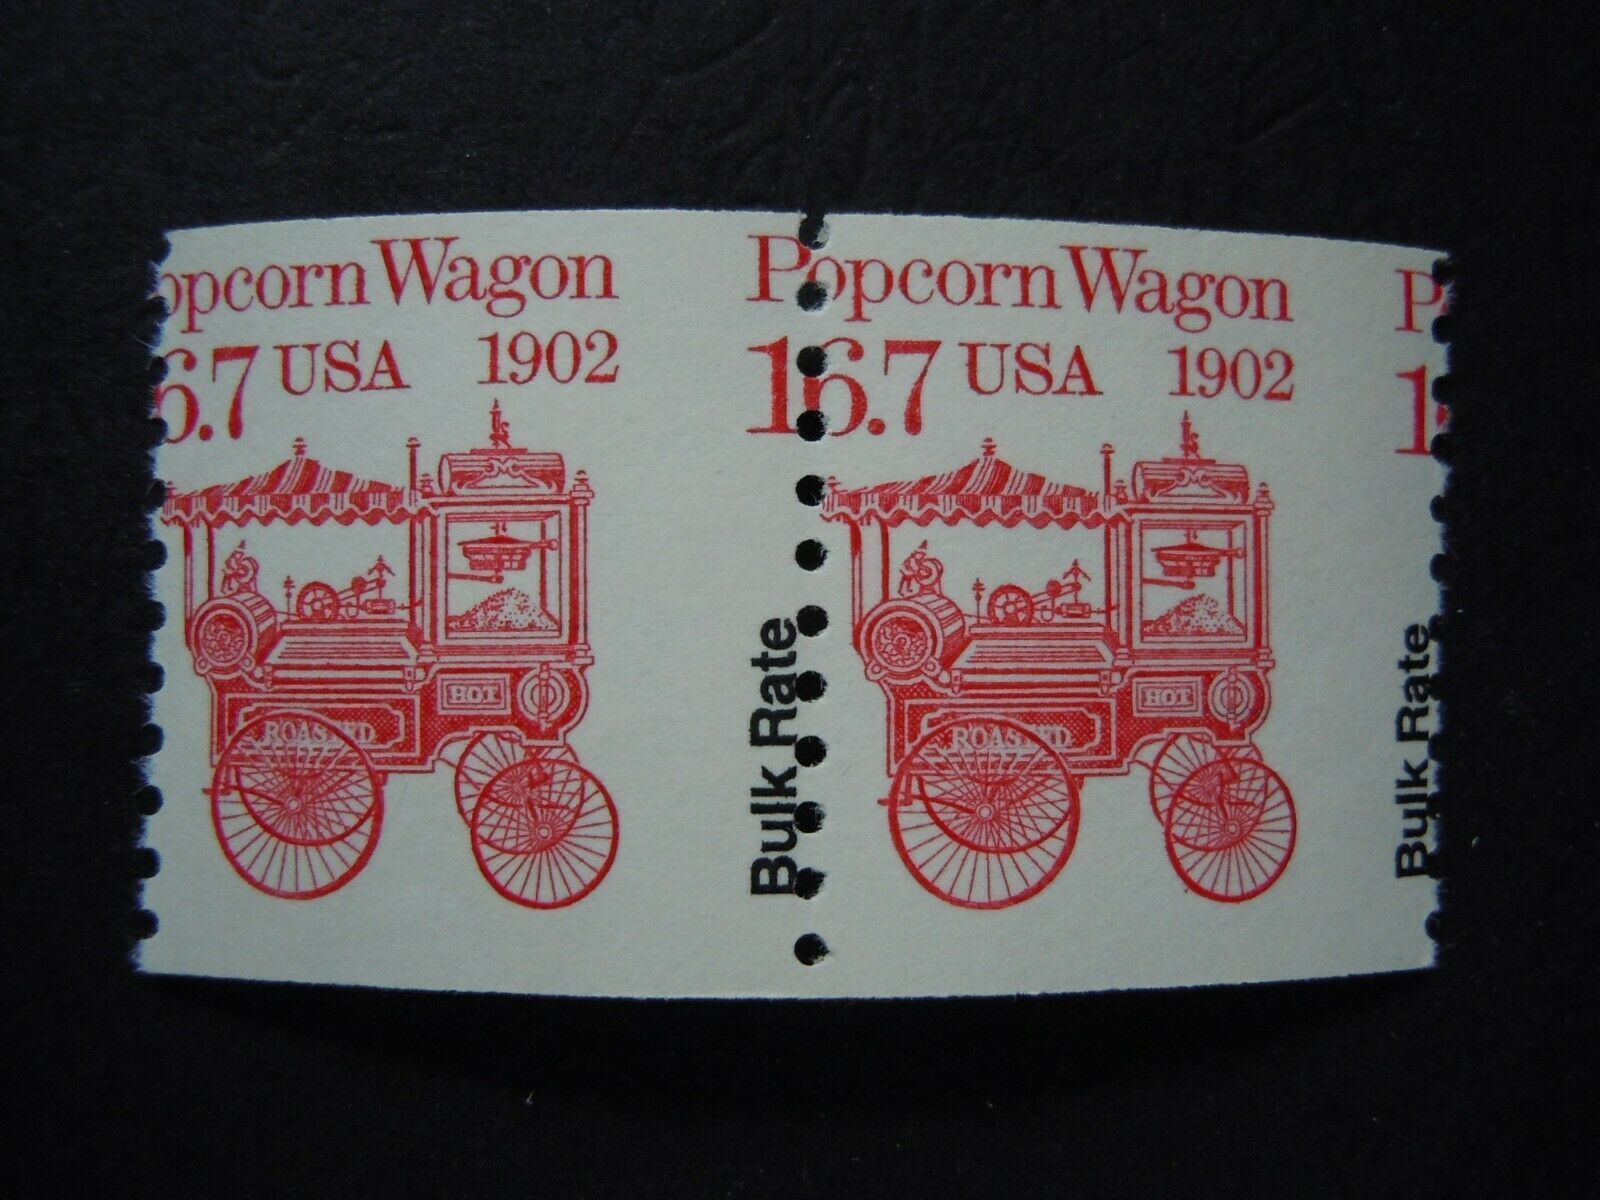 opcorn Wagon
6.7 USA 1902
HOT
ROASTED
Bulk Rate
Popcorn Wagon
16.7 USA 1902
HOT
ROASTED
Bulk Rate
P
1